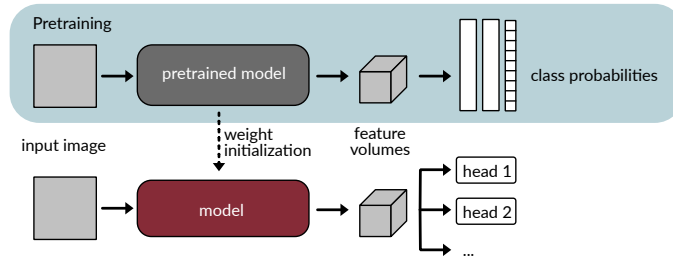 Pretraining
pretrained model
class probabilities
input image
weight
initialization
feature
volumes
model
head 1
head 2
...